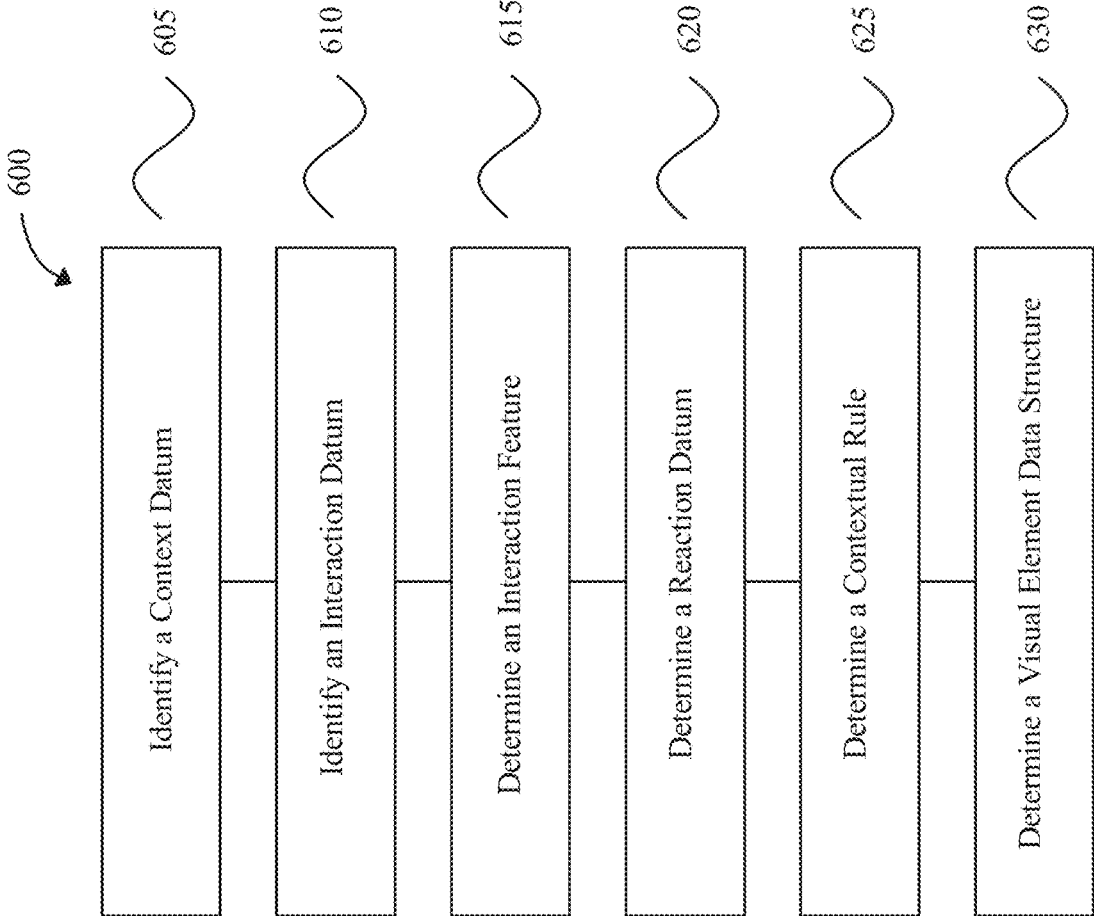 600
Identify a Context Datum
605
Identify an Interaction Datum
610
Determine an Interaction Feature
615
Determine a Reaction Datum
620
Determine a Contextual Rule
625
Determine a Visual Element Data Structure
630